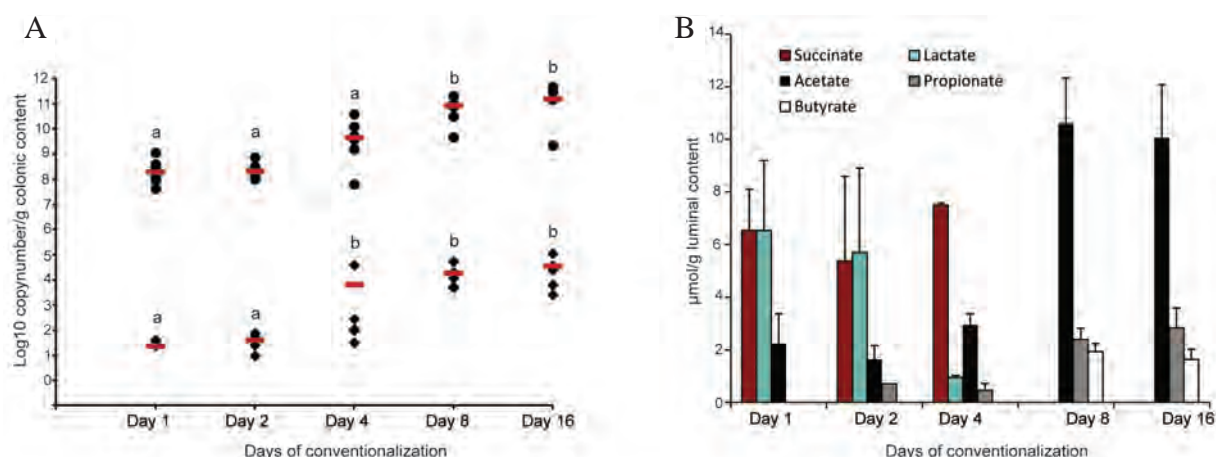 A
Log10 copynumber/g colonic content
12
11
10
9
8
7
6
5
4
3
2
1
0
a
a
a
b
b
a
a
b
b
b
Day 1
Day 2
Day 4
Day 8
Day 16
Days of conventionalization
B
µmol/g luminal content
14
12
10
8
6
4
2
0
Succinate
Lactate
Acetate
Propionate
Butyrate
Day 1
Day 2
Day 4
Day 8
Day 16
Days of conventionalization